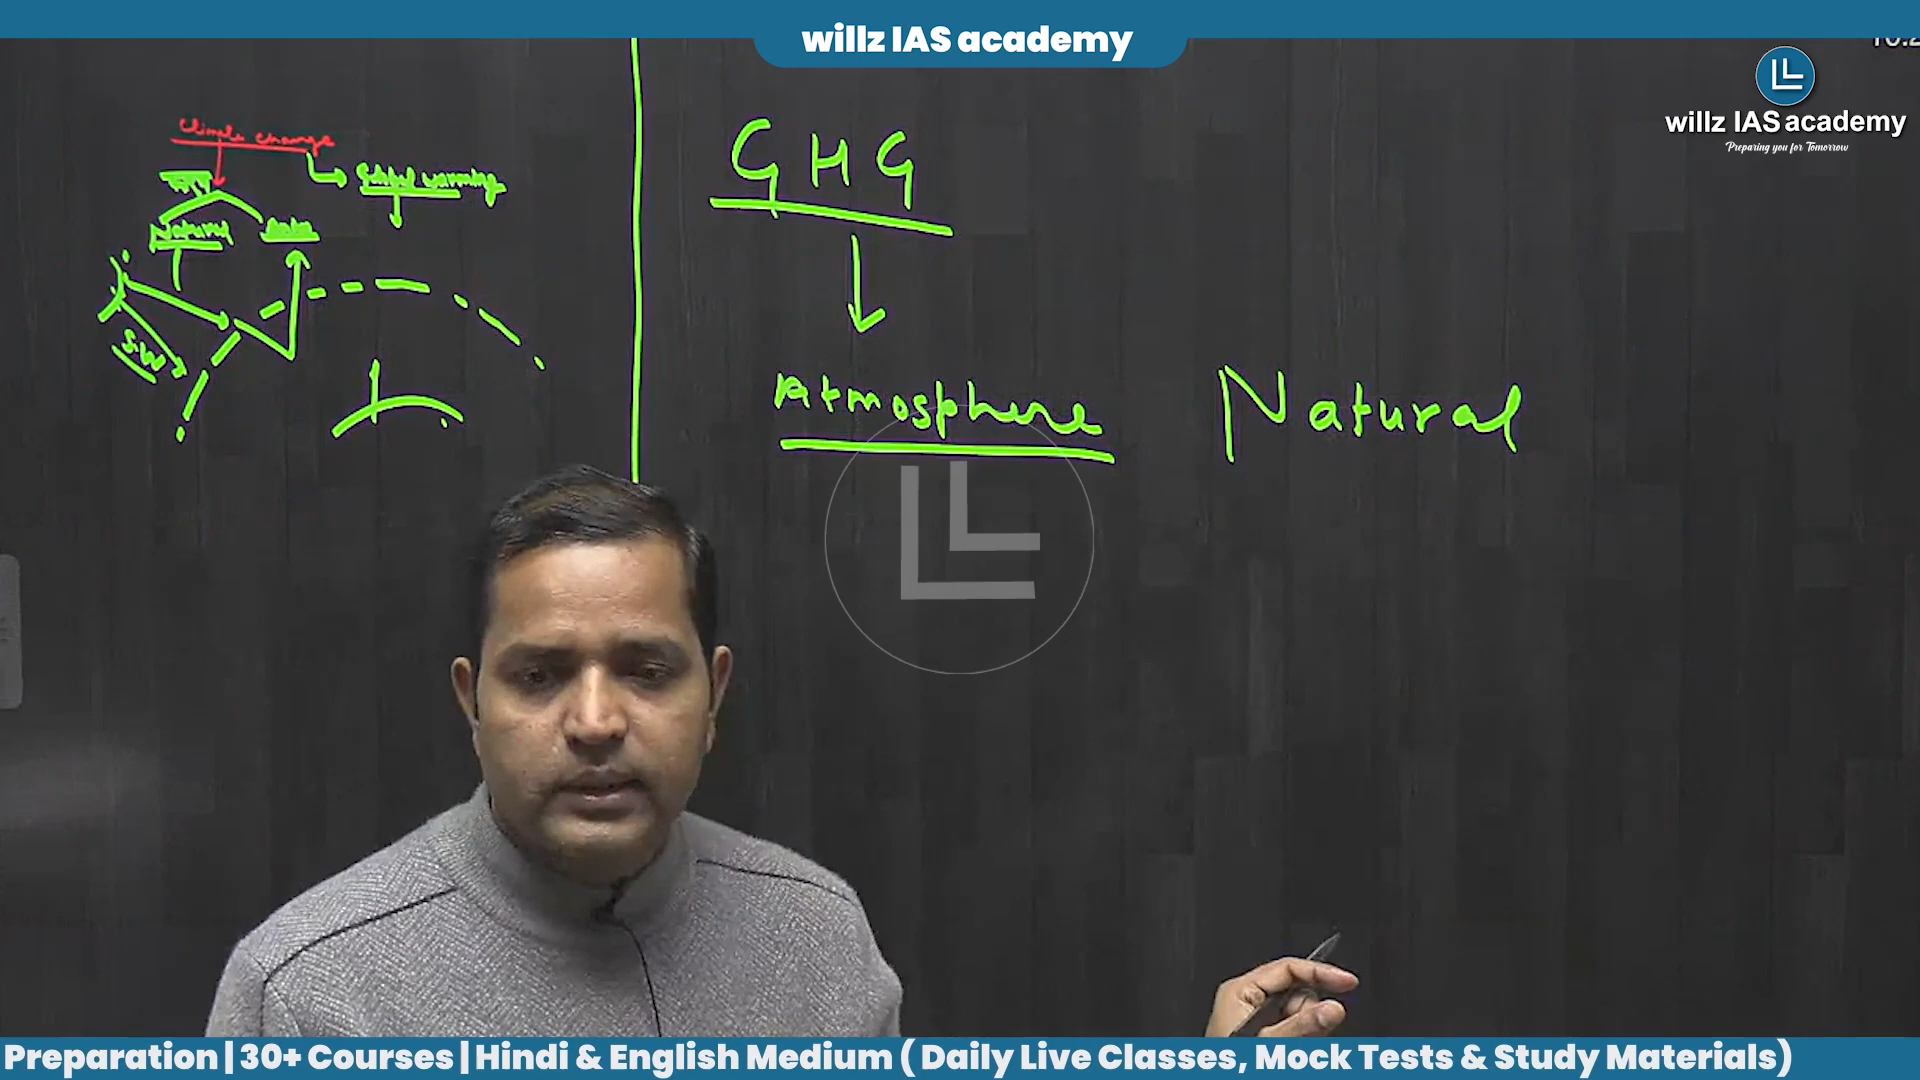 willz IAS academy
willz IAS academy
Preparing you for Tomorrow
climate change
Global warming
Natural
S.W
GHG
Atmosphere
Natural
Preparation | 30+ Courses | Hindi & English Medium ( Daily Live Classes, Mock Tests & Study Materials)